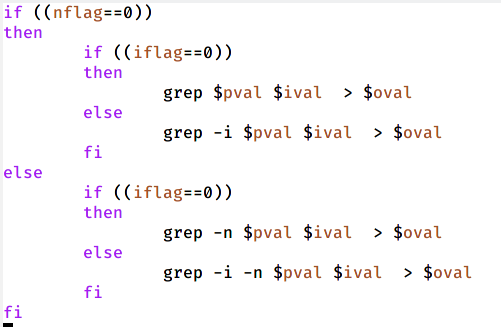 if ((nflag==0))
then
        if ((iflag==0))
        then
                grep $pval $ival  > $oval
        else
                grep -i $pval $ival  > $oval
        fi
else
        if ((iflag==0))
        then
                grep -n $pval $ival  > $oval
        else
                grep -i -n $pval $ival  > $oval
        fi
fi